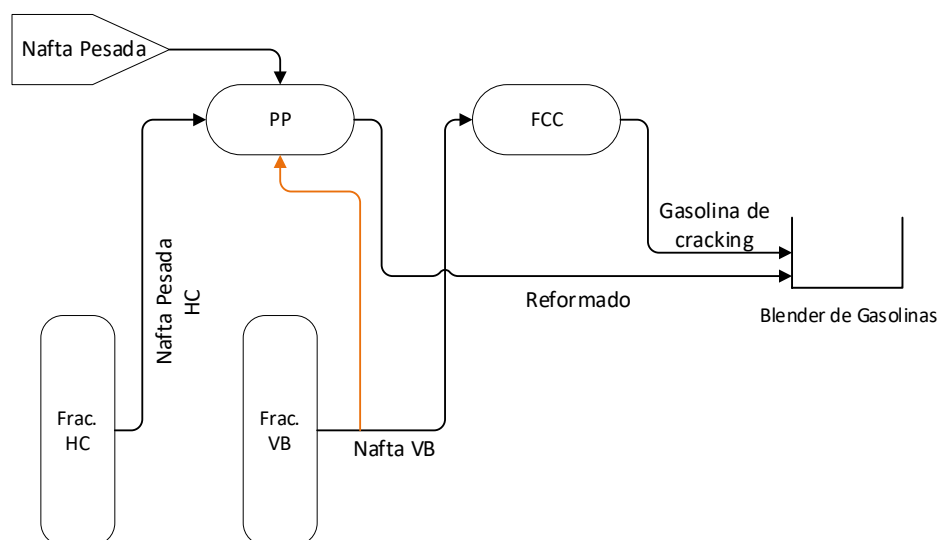 Nafta Pesada
PP
FCC
Gasolina de
cracking
Nafta Pesada
HC
Reformado
Blender de Gasolinas
Frac.
HC
Frac.
VB
Nafta VB